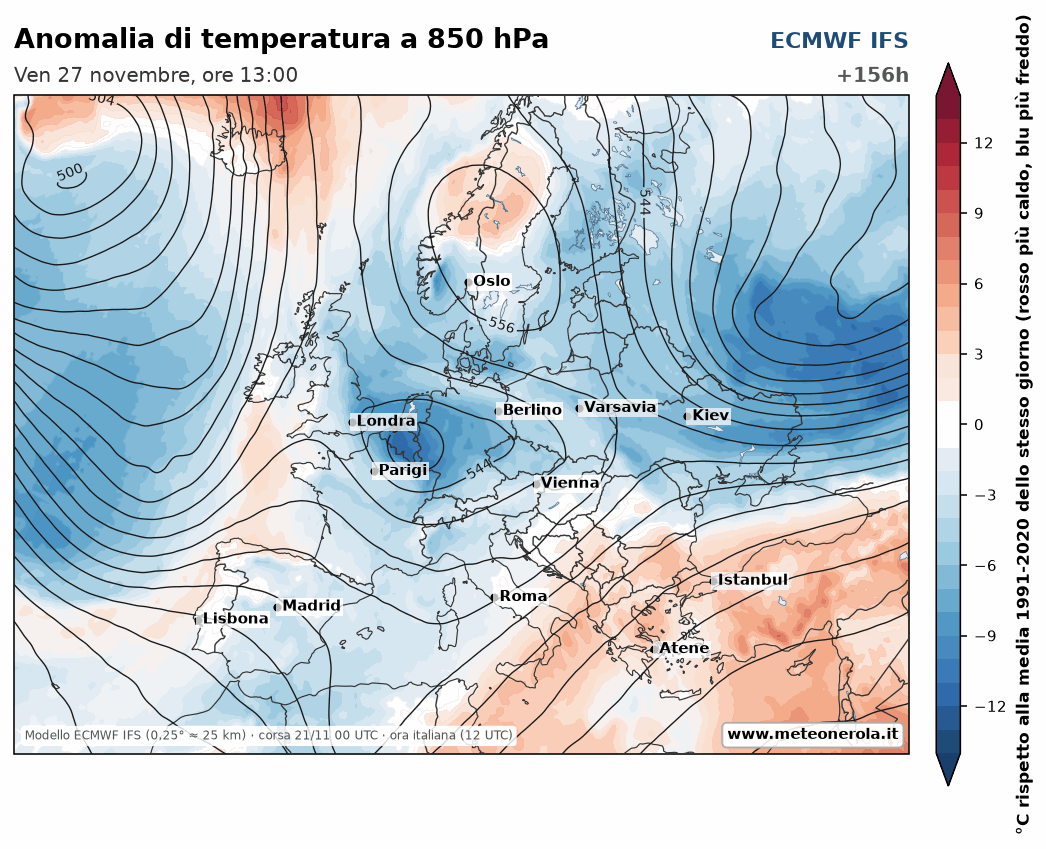 Anomalia di temperatura a 850 hPa
ECMWF IFS
Ven 27 novembre, ore 13:00
+156h
504
500
544
Oslo
556
Berlino
Varsavia
Kiev
Londra
Parigi
544
Vienna
Istanbul
Roma
Madrid
Lisbona
Atene
Modello ECMWF IFS (0,25° ≈ 25 km) · corsa 21/11 00 UTC · ora italiana (12 UTC)
www.meteonerola.it
12
9
6
3
0
−3
−6
−9
−12
°C rispetto alla media 1991-2020 dello stesso giorno (rosso più caldo, blu più freddo)